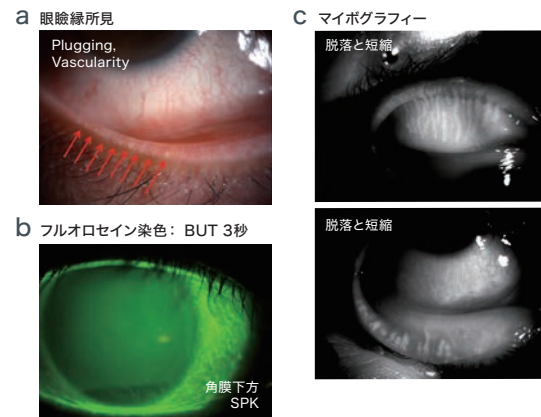 a 眼瞼縁所見
Plugging,
Vascularity
b フルオロセイン染色： BUT 3秒
角膜下方
SPK
c マイボグラフィー
脱落と短縮
脱落と短縮